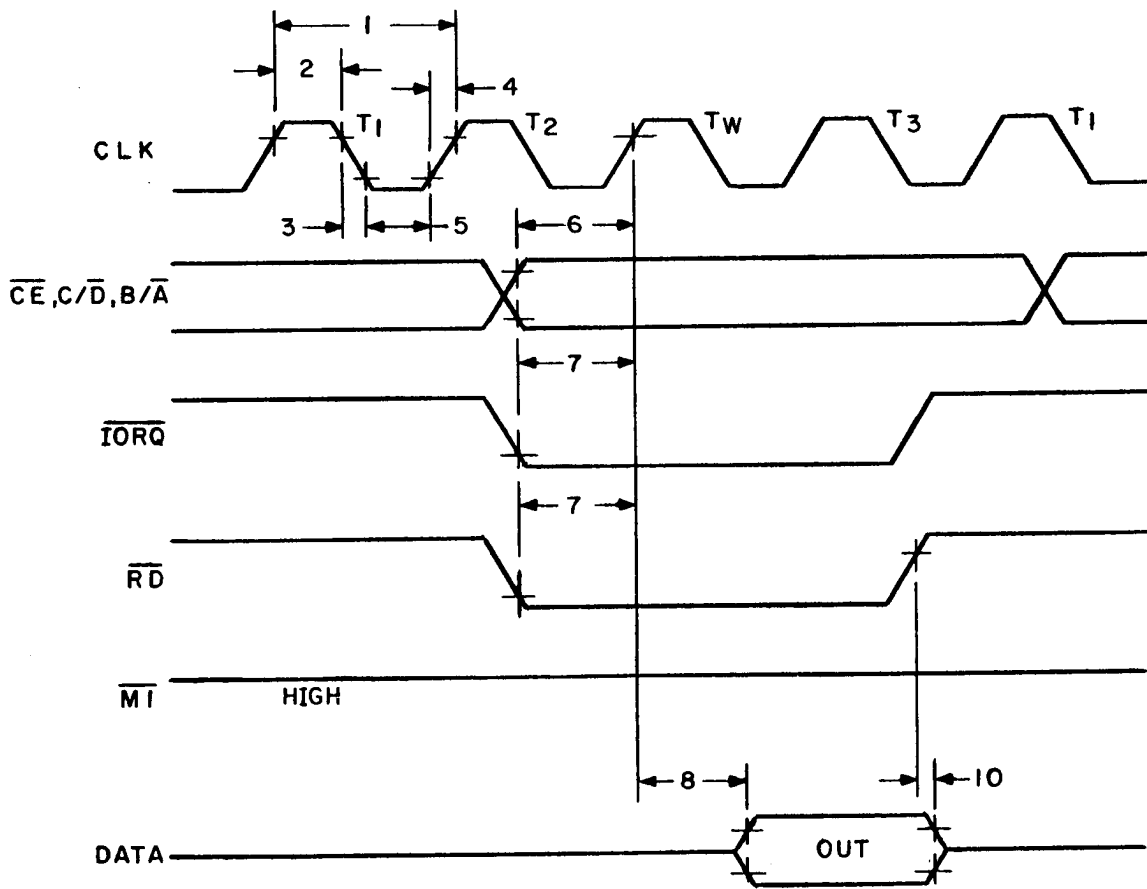 1
2
4
CLK
T1
T2
TW
T3
T1
3
5
6
CE,C/D,B/A
7
IORQ
7
RD
M1
HIGH
8
10
DATA
OUT